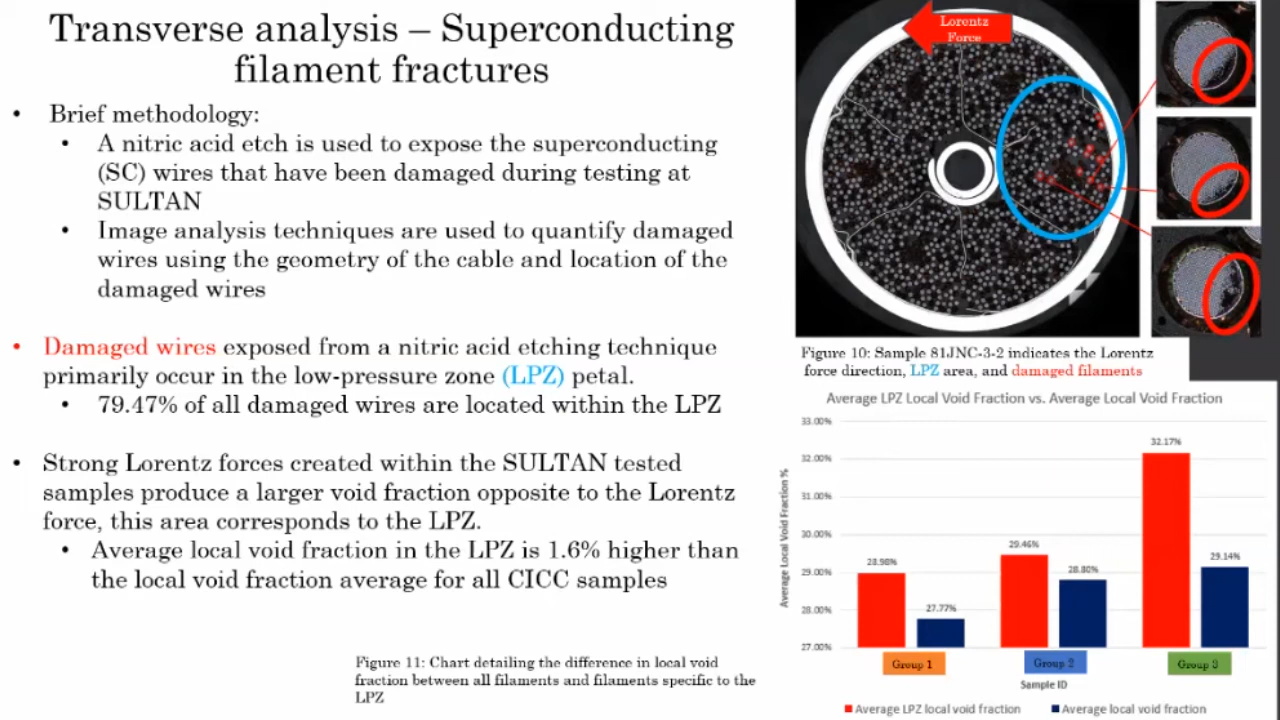 Transverse analysis – Superconducting
filament fractures
• Brief methodology:
• A nitric acid etch is used to expose the superconducting
(SC) wires that have been damaged during testing at
SULTAN
• Image analysis techniques are used to quantify damaged
wires using the geometry of the cable and location of the
damaged wires
• Damaged wires exposed from a nitric acid etching technique
primarily occur in the low-pressure zone (LPZ) petal.
• 79.47% of all damaged wires are located within the LPZ
• Strong Lorentz forces created within the SULTAN tested
samples produce a larger void fraction opposite to the Lorentz
force, this area corresponds to the LPZ.
• Average local void fraction in the LPZ is 1.6% higher than
the local void fraction average for all CICC samples
Figure 11: Chart detailing the difference in local void
fraction between all filaments and filaments specific to the
LPZ
Lorentz
Force
Figure 10: Sample 81JNC-3-2 indicates the Lorentz
force direction, LPZ area, and damaged filaments
Average LPZ Local Void Fraction vs. Average Local Void Fraction
Average Local Void Fraction %
33.00%
32.00%
31.00%
30.00%
29.00%
28.00%
27.00%
28.98%
27.77%
29.46%
28.80%
32.17%
29.14%
Group 1
Group 2
Group 3
Sample ID
Average LPZ local void fraction
Average local void fraction